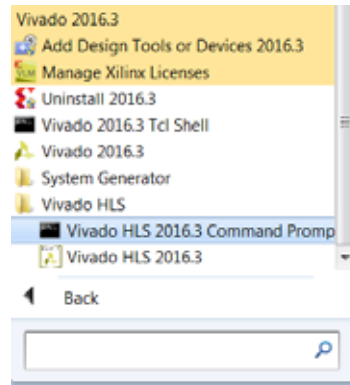 Vivado 2016.3
Add Design Tools or Devices 2016.3
Manage Xilinx Licenses
Uninstall 2016.3
Vivado 2016.3 Tcl Shell
Vivado 2016.3
System Generator
Vivado HLS
Vivado HLS 2016.3 Command Promp
Vivado HLS 2016.3
Back